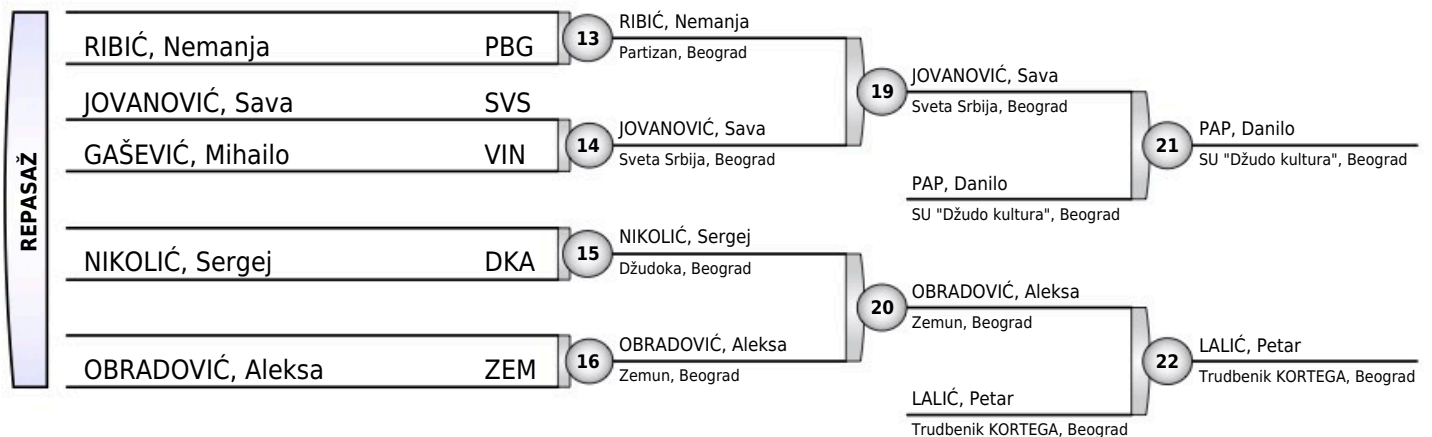 REPASAŽ
RIBIĆ, Nemanja PBG
JOVANOVIĆ, Sava SVS
GAŠEVIĆ, Mihailo VIN
NIKOLIĆ, Sergej DKA
OBRADOVIĆ, Aleksa ZEM
13
RIBIĆ, Nemanja
Partizan, Beograd
14
JOVANOVIĆ, Sava
Sveta Srbija, Beograd
15
NIKOLIĆ, Sergej
Džudoka, Beograd
16
OBRADOVIĆ, Aleksa
Zemun, Beograd
19
JOVANOVIĆ, Sava
Sveta Srbija, Beograd
PAP, Danilo
SU "Džudo kultura", Beograd
20
OBRADOVIĆ, Aleksa
Zemun, Beograd
LALIĆ, Petar
Trudbenik KORTEGA, Beograd
21
PAP, Danilo
SU "Džudo kultura", Beograd
22
LALIĆ, Petar
Trudbenik KORTEGA, Beograd